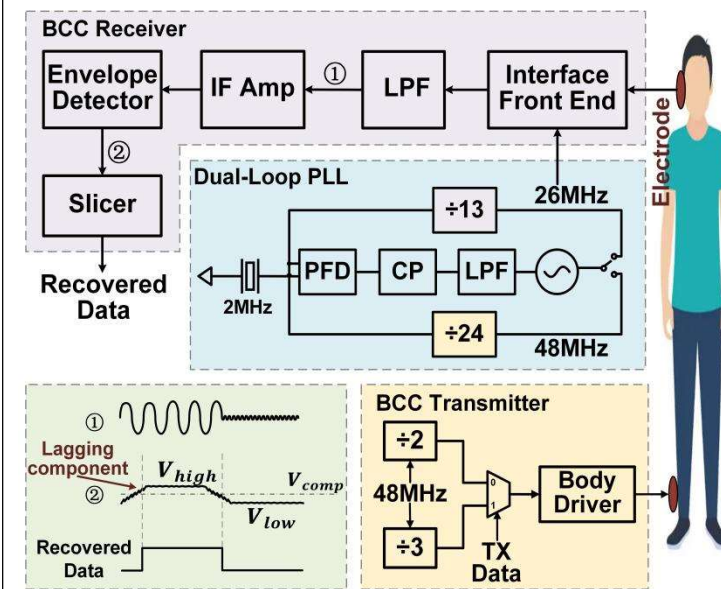 BCC Receiver
Envelope
Detector
IF Amp
①
LPF
Interface
Front End
Electrode
②
Slicer
Recovered
Data
Dual-Loop PLL
26MHz
÷13
PFD
CP
LPF
2MHz
÷24
48MHz
①
Lagging
component
②
V_high
V_comp
V_low
Recovered
Data
BCC Transmitter
÷2
48MHz
÷3
0
1
TX
Data
Body
Driver